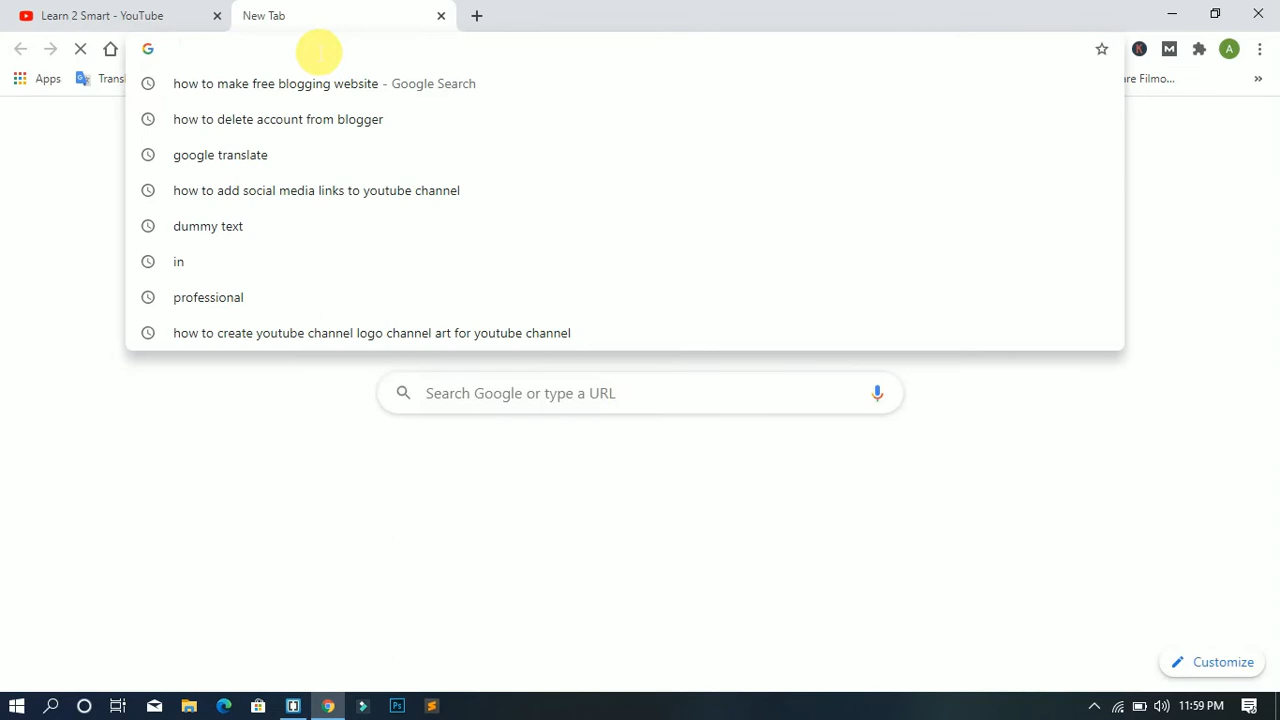 Learn 2 Smart - YouTube
New Tab
how to make free blogging website - Google Search
how to delete account from blogger
google translate
how to add social media links to youtube channel
dummy text
in
professional
how to create youtube channel logo channel art for youtube channel
Apps
Transl
are Filmo...
Search Google or type a URL
Customize
11:59 PM